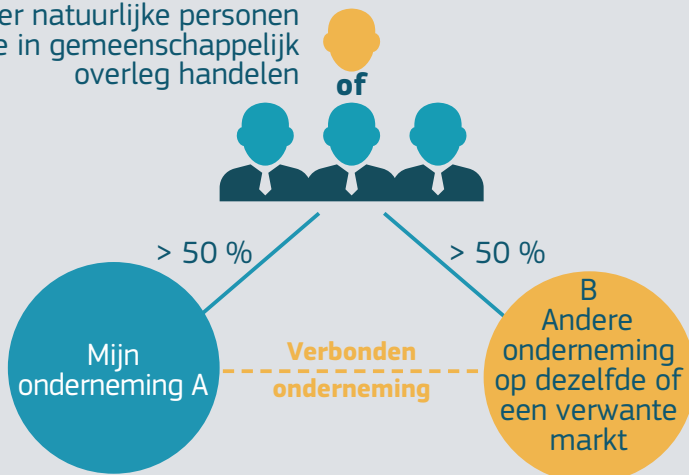 er natuurlijke personen
e in gemeenschappelijk
overleg handelen
of
> 50 %
> 50 %
Mijn
onderneming A
Verbonden
onderneming
B
Andere
onderneming
op dezelfde of
een verwante
markt